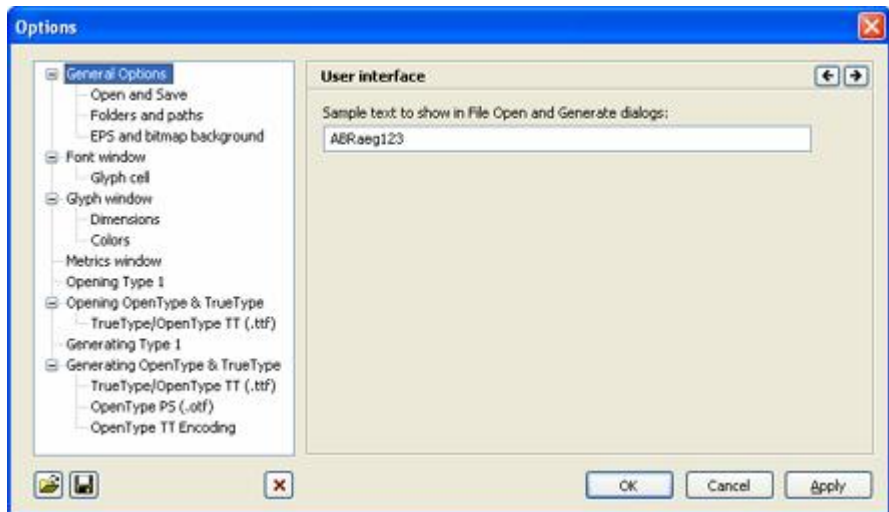 Options
General Options
Open and Save
Folders and paths
EPS and bitmap background
Font window
Glyph cell
Glyph window
Dimensions
Colors
Metrics window
Opening Type 1
Opening OpenType & TrueType
TrueType/OpenType TT (.ttf)
Generating Type 1
Generating OpenType & TrueType
TrueType/OpenType TT (.ttf)
OpenType PS (.otf)
OpenType TT Encoding
User interface
Sample text to show in File Open and Generate dialogs:
ABRaeg123
OK Cancel Apply